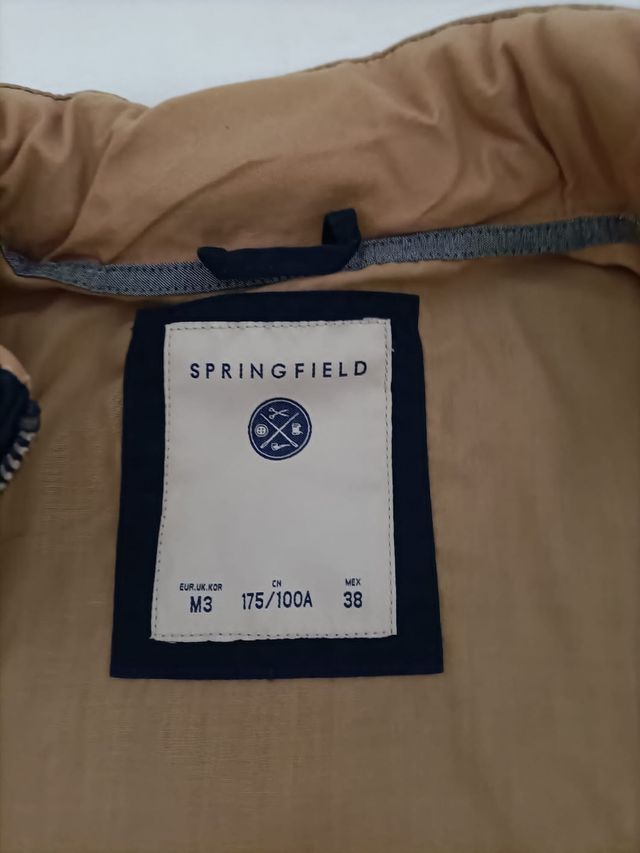 SPRINGFIELD
EUR.UK.KOR CN MEX
M3 175/100A 38